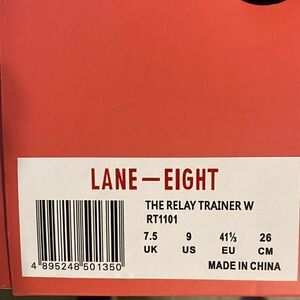 LANE—EIGHT
THE RELAY TRAINER W
RT1101
7.5 9 41⅓ 26
UK US EU CM
4 895248 501350
MADE IN CHINA